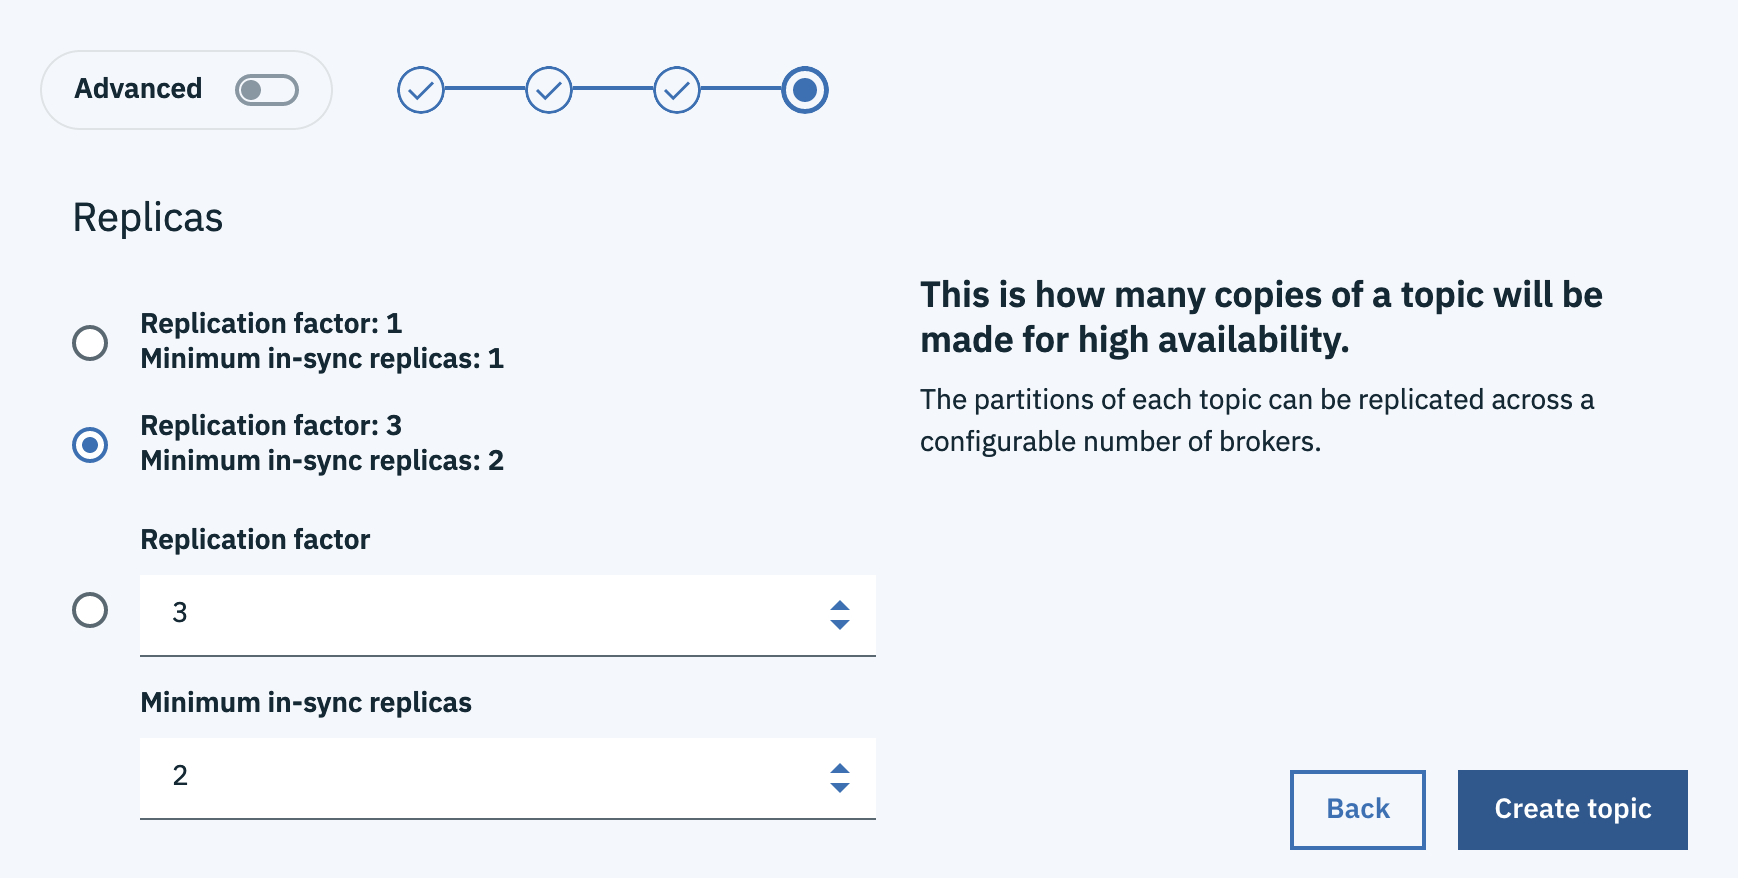 Advanced
Replicas
Replication factor: 1
Minimum in-sync replicas: 1
Replication factor: 3
Minimum in-sync replicas: 2
Replication factor
3
Minimum in-sync replicas
2
This is how many copies of a topic will be
made for high availability.
The partitions of each topic can be replicated across a
configurable number of brokers.
Back
Create topic